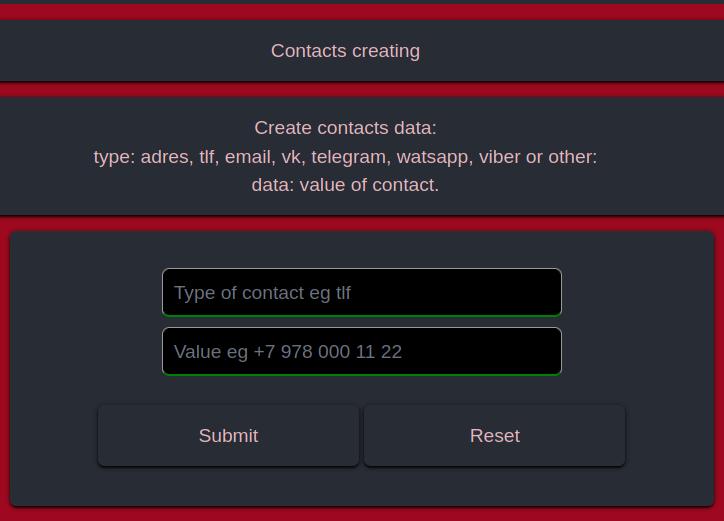 Contacts creating
Create contacts data:
type: adres, tlf, email, vk, telegram, watsapp, viber or other:
data: value of contact.
Type of contact eg tlf
Value eg +7 978 000 11 22
Submit
Reset